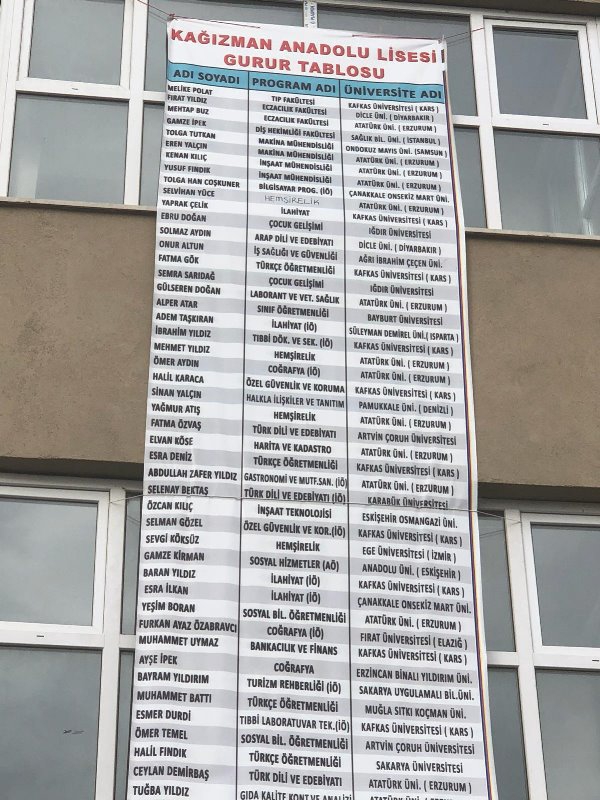 KAĞIZMAN ANADOLU LİSESİ
GURUR TABLOSU
ADI SOYADI PROGRAM ADI ÜNİVERSİTE ADI
MELİKE POLAT TIP FAKÜLTESİ KAFKAS ÜNİVERSİTESİ ( KARS )
FIRAT YILDIZ ECZACILIK FAKÜLTESİ DİCLE ÜNİ. ( DİYARBAKIR )
MEHTAP BUZ ECZACILIK FAKÜLTESİ ATATÜRK ÜNİ. ( ERZURUM )
GAMZE İPEK DİŞ HEKİMLİĞİ FAKÜLTESİ SAĞLIK BİL. ÜNİ. ( İSTANBUL )
TOLGA TUTKAN MAKİNA MÜHENDİSLİĞİ ONDOKUZ MAYIS ÜNİ. (SAMSUN )
EREN YALÇIN MAKİNA MÜHENDİSLİĞİ ATATÜRK ÜNİ. ( ERZURUM )
KENAN KILIÇ İNŞAAT MÜHENDİSLİĞİ ATATÜRK ÜNİ. ( ERZURUM )
YUSUF FINDIK İNŞAAT MÜHENDİSLİĞİ ATATÜRK ÜNİ. ( ERZURUM )
TOLGA HAN COŞKUNER BİLGİSAYAR PROG. (İÖ) ÇANAKKALE ONSEKİZ MART ÜNİ.
SELVİHAN YÜCE HEMŞİRELİK ATATÜRK ÜNİ. ( ERZURUM )
YAPRAK ÇELİK İLAHİYAT KAFKAS ÜNİVERSİTESİ ( KARS )
EBRU DOĞAN ÇOCUK GELİŞİMİ IĞDIR ÜNİVERSİTESİ
SOLMAZ AYDIN ARAP DİLİ VE EDEBİYATI DİCLE ÜNİ. ( DİYARBAKIR )
ONUR ALTUN İŞ SAĞLIĞI VE GÜVENLİĞİ AĞRI İBRAHİM ÇEÇEN ÜNİ.
FATMA GÖK TÜRKÇE ÖĞRETMENLİĞİ KAFKAS ÜNİVERSİTESİ ( KARS )
SEMRA SARIDAĞ ÇOCUK GELİŞİMİ IĞDIR ÜNİVERSİTESİ
GÜLSEREN DOĞAN LABORANT VE VET. SAĞLIK ATATÜRK ÜNİ. ( ERZURUM )
ALPER ATAR SINIF ÖĞRETMENLİĞİ BAYBURT ÜNİVERSİTESİ
ADEM TAŞKIRAN İLAHİYAT (İÖ) SÜLEYMAN DEMİREL ÜNİ.( ISPARTA )
İBRAHİM YILDIZ TIBBİ DÖK. VE SEK. (İÖ) KAFKAS ÜNİVERSİTESİ ( KARS )
MEHMET YILDIZ HEMŞİRELİK ATATÜRK ÜNİ. ( ERZURUM )
ÖMER AYDIN COĞRAFYA (İÖ) ATATÜRK ÜNİ. ( ERZURUM )
HALİL KARACA ÖZEL GÜVENLİK VE KORUMA KAFKAS ÜNİVERSİTESİ ( KARS )
SİNAN YALÇIN HALKLA İLİŞKİLER VE TANITIM PAMUKKALE ÜNİ. ( DENİZLİ )
YAĞMUR ATIŞ HEMŞİRELİK ATATÜRK ÜNİ. ( ERZURUM )
FATMA ÖZVAŞ TÜRK DİLİ VE EDEBİYATI ARTVİN ÇORUH ÜNİVERSİTESİ
ELVAN KÖSE HARİTA VE KADASTRO ATATÜRK ÜNİ. ( ERZURUM )
ESRA DENİZ TÜRKÇE ÖĞRETMENLİĞİ KAFKAS ÜNİVERSİTESİ ( KARS )
ABDULLAH ZAFER YILDIZ GASTRONOMİ VE MUTF.SAN. (İÖ) ATATÜRK ÜNİ. ( ERZURUM )
SELENAY BEKTAŞ TÜRK DİLİ VE EDEBİYATI (İÖ) KARABÜK ÜNİVERSİTESİ
ÖZCAN KILIÇ İNŞAAT TEKNOLOJİSİ ESKİŞEHİR OSMANGAZİ ÜNİ.
SELMAN GÖZEL ÖZEL GÜVENLİK VE KOR.(İÖ) KAFKAS ÜNİVERSİTESİ ( KARS )
SEVGİ KÖKSÜZ HEMŞİRELİK EGE ÜNİVERSİTESİ ( İZMİR )
GAMZE KİRMAN SOSYAL HİZMETLER (AÖ) ANADOLU ÜNİ. ( ESKİŞEHİR )
BARAN YILDIZ İLAHİYAT (İÖ) KAFKAS ÜNİVERSİTESİ ( KARS )
ESRA İLKAN İLAHİYAT (İÖ) ÇANAKKALE ONSEKİZ MART ÜNİ.
YEŞİM BORAN SOSYAL BİL. ÖĞRETMENLİĞİ ATATÜRK ÜNİ. ( ERZURUM )
FURKAN AYAZ ÖZABRAVCI COĞRAFYA (İÖ) FIRAT ÜNİVERSİTESİ ( ELAZIĞ )
MUHAMMET UYMAZ BANKACILIK VE FİNANS KAFKAS ÜNİVERSİTESİ ( KARS )
AYŞE İPEK COĞRAFYA ERZİNCAN BİNALI YILDIRIM ÜNİ.
BAYRAM YILDIRIM TURİZM REHBERLİĞİ (İÖ) SAKARYA UYGULAMALI BİL.ÜNİ.
MUHAMMET BATTI TÜRKÇE ÖĞRETMENLİĞİ MUĞLA SITKI KOÇMAN ÜNİ.
ESMER DURDİ TIBBİ LABORATUVAR TEK.(İÖ) KAFKAS ÜNİVERSİTESİ ( KARS )
ÖMER TEMEL SOSYAL BİL. ÖĞRETMENLİĞİ ARTVİN ÇORUH ÜNİVERSİTESİ
HALİL FINDIK TÜRKÇE ÖĞRETMENLİĞİ SAKARYA ÜNİVERSİTESİ
CEYLAN DEMİRBAŞ TÜRK DİLİ VE EDEBİYATI ATATÜRK ÜNİ. ( ERZURUM )
TUĞBA YILDIZ GIDA KALİTE KONT VE ANALİZİ ATATÜRK ÜNİ. ( ERZURUM )